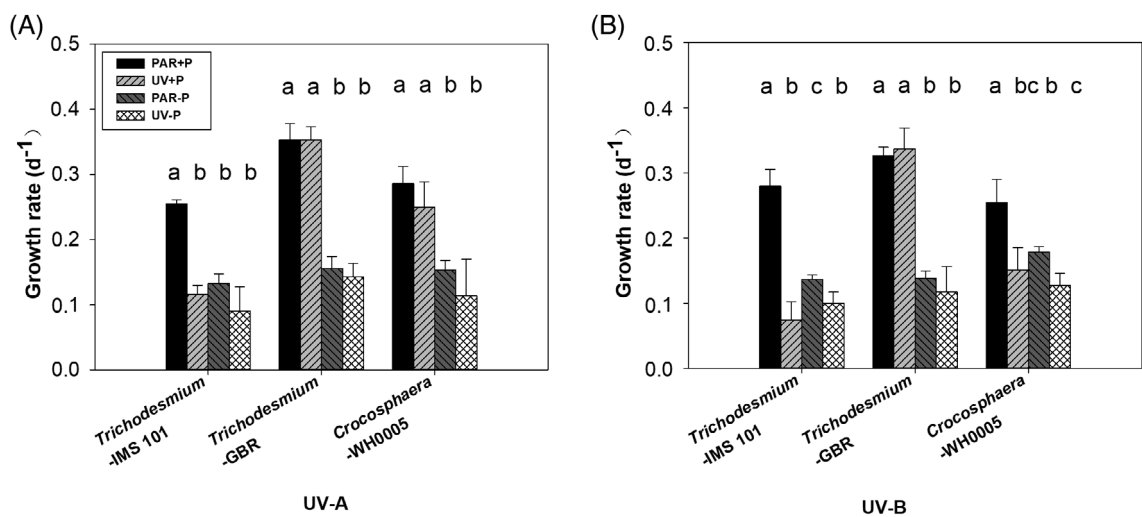 (A)
0.5
0.4
0.3
0.2
0.1
0.0
Growth rate (d-1)
PAR+P
UV+P
PAR-P
UV-P
a b b b
a a b b
a a b b
Trichodesmium
-IMS 101
Trichodesmium
-GBR
Crocosphaera
-WH0005
UV-A
(B)
0.5
0.4
0.3
0.2
0.1
0.0
Growth rate (d-1)
a b c b
a a b b
a bc b c
Trichodesmium
-IMS 101
Trichodesmium
-GBR
Crocosphaera
-WH0005
UV-B